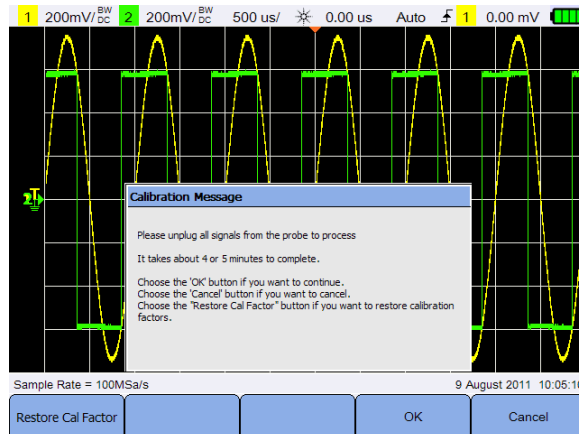 1 200mV/ BW DC 2 200mV/ BW DC 500 us/ 0.00 us Auto 1 0.00 mV
Calibration Message
Please unplug all signals from the probe to process
It takes about 4 or 5 minutes to complete.
Choose the 'OK' button if you want to continue.
Choose the 'Cancel' button if you want to cancel.
Choose the "Restore Cal Factor" button if you want to restore calibration
factors.
Sample Rate = 100MSa/s 9 August 2011 10:05:10
Restore Cal Factor OK Cancel